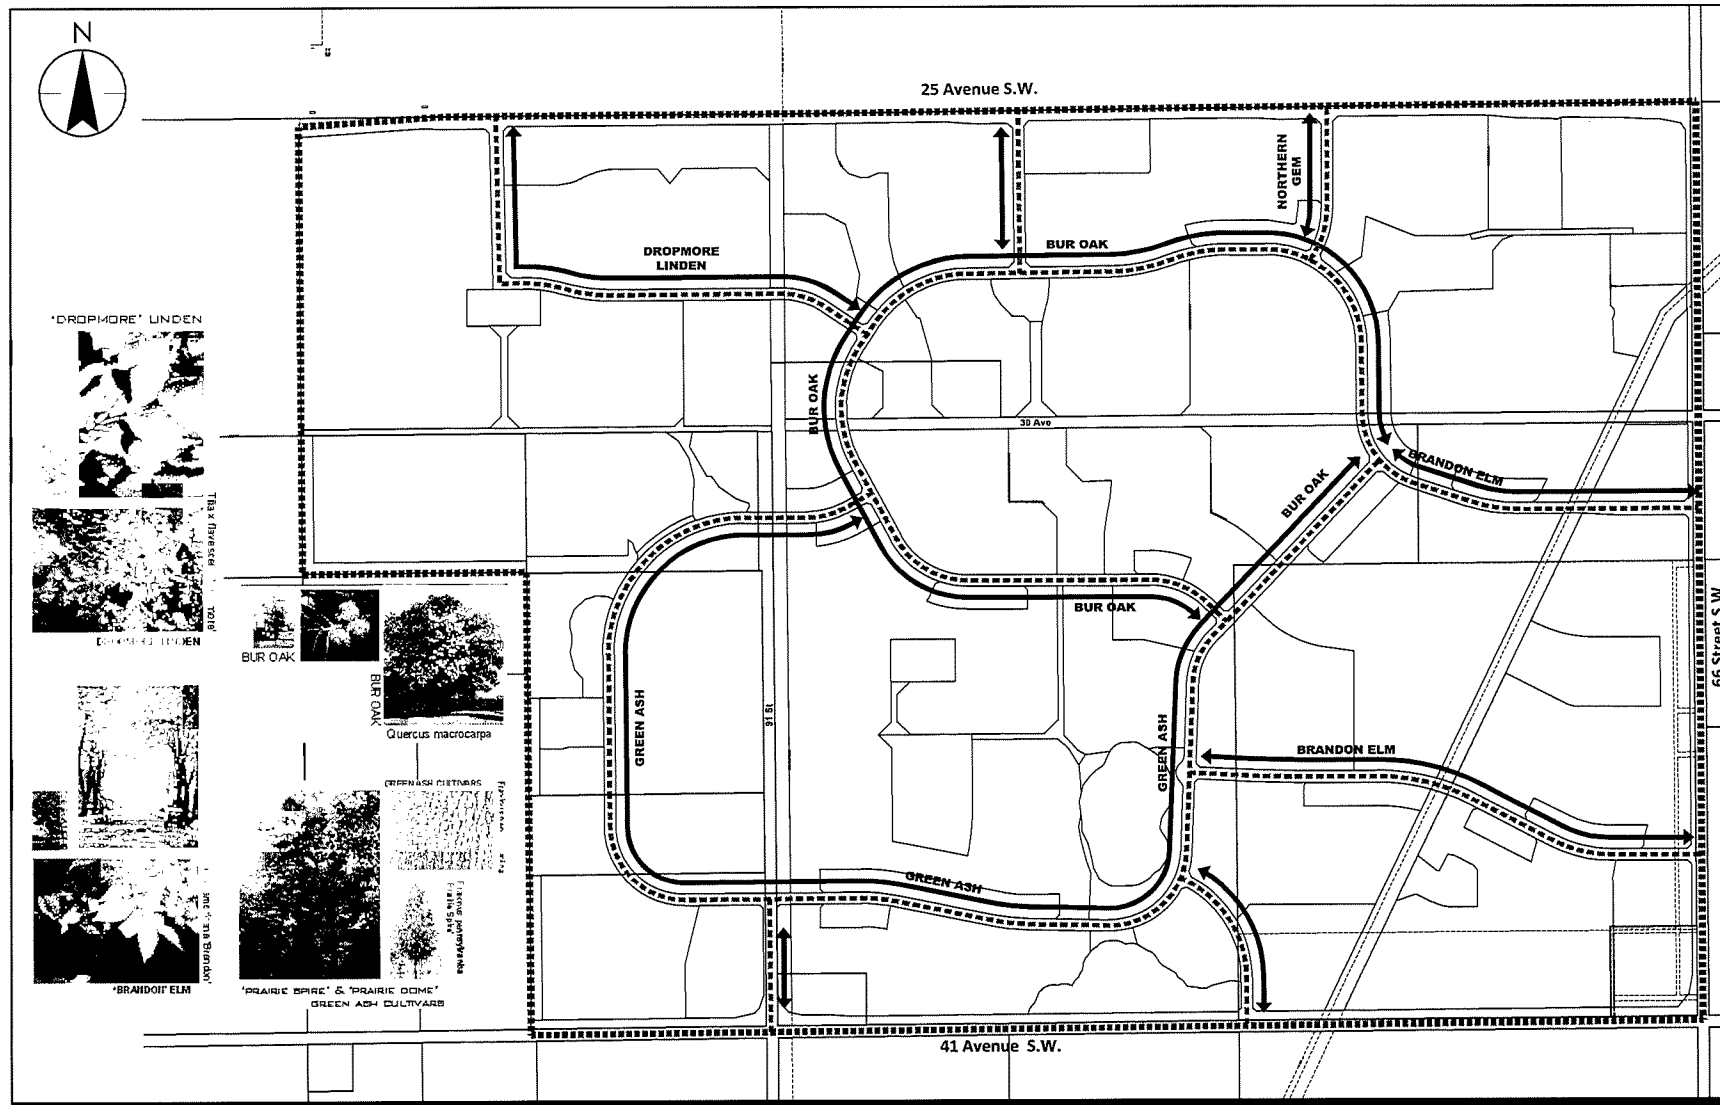 N
25 Avenue S.W.
NORTHERN
GEM
DROPMORE
LINDEN
BUR OAK
'DROPMORE' LINDEN
BUR OAK
30 Ave
BUR OAK
BRANDON ELM
BUR OAK
66 Street S.W.
BUR OAK
BUR OAK
Quercus macrocarpa
GREEN ASH
91 St
GREEN ASH
BRANDON ELM
GREEN ASH CULTIVARS
GREEN ASH
'BRANDON' ELM
'PRAIRIE SPIRE' & 'PRAIRIE DOME'
GREEN ASH CULTIVARS
41 Avenue S.W.